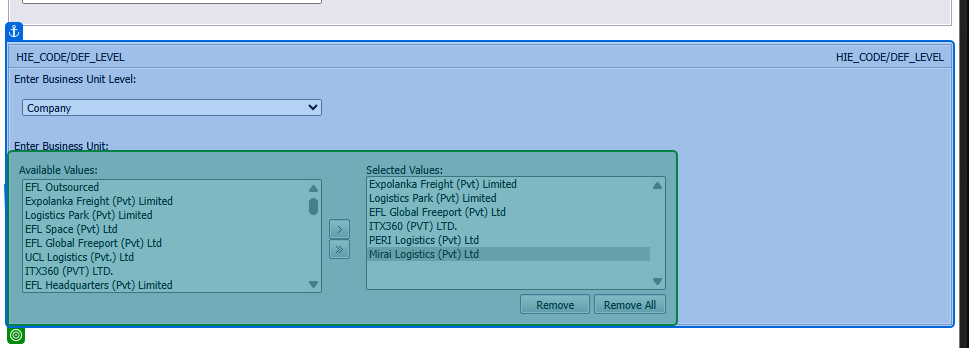 HIE_CODE/DEF_LEVEL HIE_CODE/DEF_LEVEL
Enter Business Unit Level:
Company
Enter Business Unit:
Available Values:
EFL Outsourced
Expolanka Freight (Pvt) Limited
Logistics Park (Pvt) Limited
EFL Space (Pvt) Ltd
EFL Global Freeport (Pvt) Ltd
UCL Logistics (Pvt.) Ltd
ITX360 (PVT) LTD.
EFL Headquarters (Pvt) Limited
Selected Values:
Expolanka Freight (Pvt) Limited
Logistics Park (Pvt) Limited
EFL Global Freeport (Pvt) Ltd
ITX360 (PVT) LTD.
PERI Logistics (Pvt) Ltd
Mirai Logistics (Pvt) Ltd
Remove Remove All